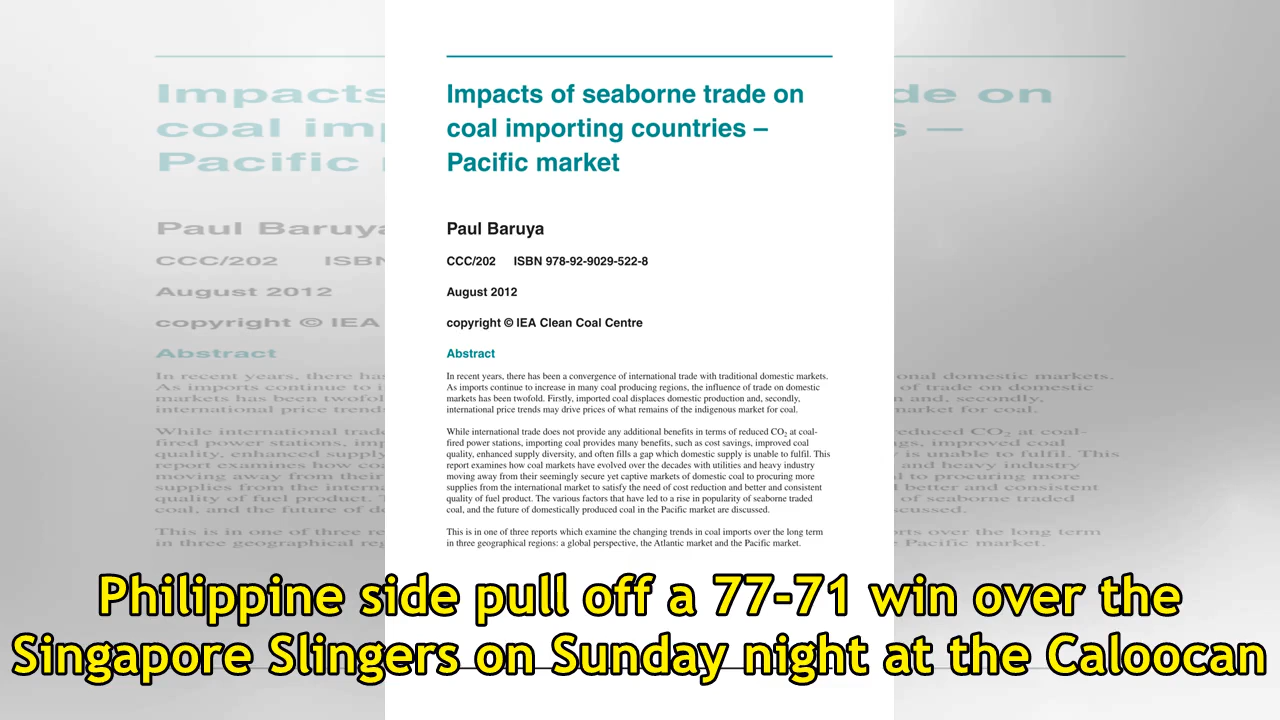 Impacts of seaborne trade on
coal importing countries –
Pacific market
Paul Baruya
CCC/202 ISBN 978-92-9029-522-8
August 2012
copyright © IEA Clean Coal Centre
Abstract
In recent years, there has been a convergence of international trade with traditional domestic markets.
As imports continue to increase in many coal producing regions, the influence of trade on domestic
markets has been twofold. Firstly, imported coal displaces domestic production and, secondly,
international price trends may drive prices of what remains of the indigenous market for coal.
While international trade does not provide any additional benefits in terms of reduced CO₂ at coal-
fired power stations, importing coal provides many benefits, such as cost savings, improved coal
quality, enhanced supply diversity, and often fills a gap which domestic supply is unable to fulfil. This
report examines how coal markets have evolved over the decades with utilities and heavy industry
moving away from their seemingly secure yet captive markets of domestic coal to procuring more
supplies from the international market to satisfy the need of cost reduction and better and consistent
quality of fuel product. The various factors that have led to a rise in popularity of seaborne traded
coal, and the future of domestically produced coal in the Pacific market are discussed.
This is in one of three reports which examine the changing trends in coal imports over the long term
in three geographical regions: a global perspective, the Atlantic market and the Pacific market.
Philippine side pull off a 77-71 win over the
Singapore Slingers on Sunday night at the Caloocan